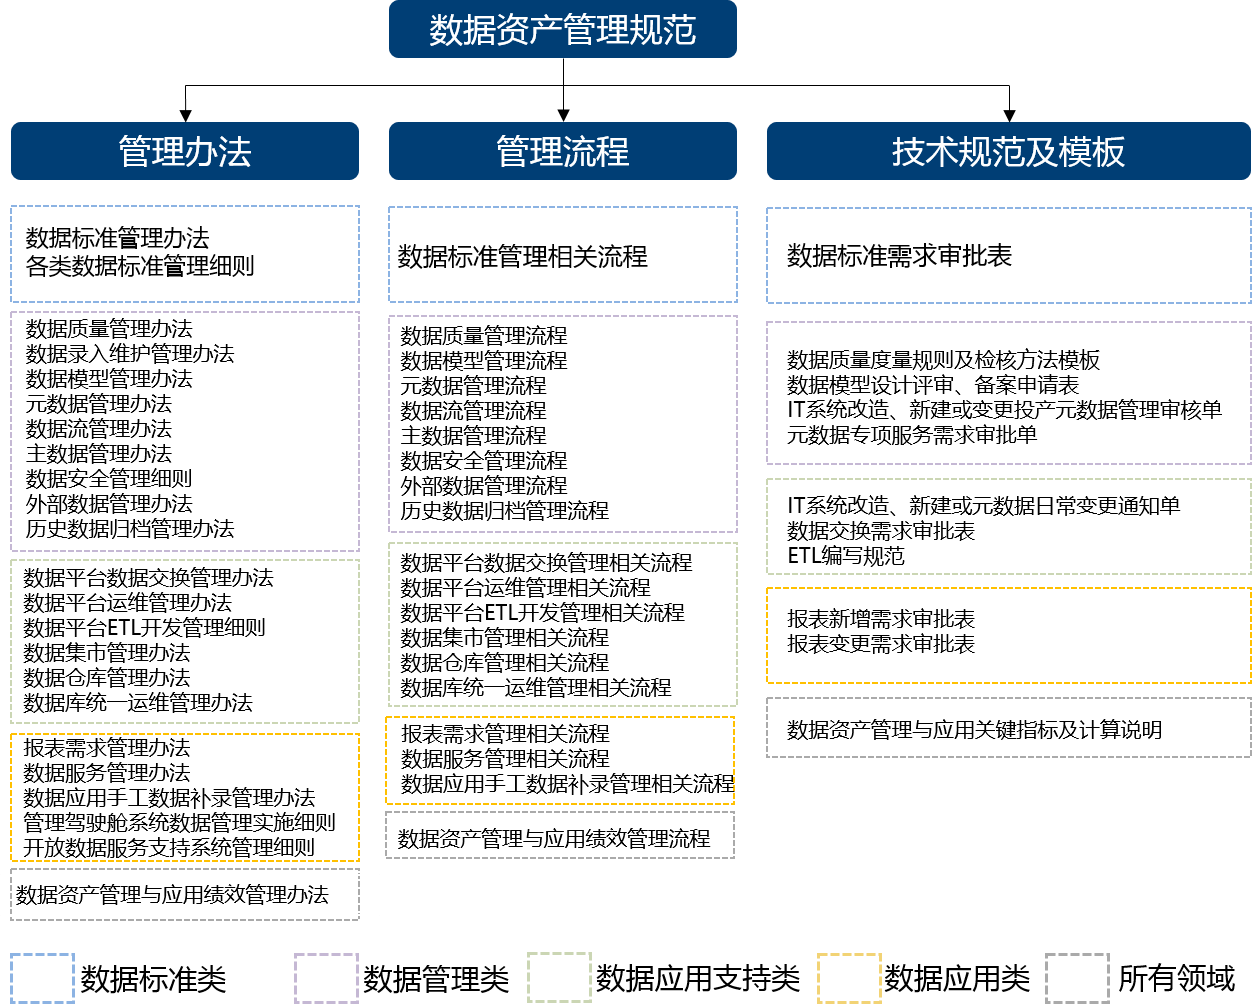 数据资产管理规范
管理办法
管理流程
技术规范及模板
数据标准管理办法
各类数据标准管理细则
数据标准管理相关流程
数据标准需求审批表
数据质量管理办法
数据录入维护管理办法
数据模型管理办法
元数据管理办法
数据流管理办法
主数据管理办法
数据安全管理细则
外部数据管理办法
历史数据归档管理办法
数据质量管理流程
数据模型管理流程
元数据管理流程
数据流管理流程
主数据管理流程
数据安全管理流程
外部数据管理流程
历史数据归档管理流程
数据质量度量规则及检核方法模板
数据模型设计评审、备案申请表
IT系统改造、新建或变更投产元数据管理审核单
元数据专项服务需求审批单
数据平台数据交换管理办法
数据平台运维管理办法
数据平台ETL开发管理细则
数据集市管理办法
数据仓库管理办法
数据库统一运维管理办法
数据平台数据交换管理相关流程
数据平台运维管理相关流程
数据平台ETL开发管理相关流程
数据集市管理相关流程
数据仓库管理相关流程
数据库统一运维管理相关流程
IT系统改造、新建或元数据日常变更通知单
数据交换需求审批表
ETL编写规范
报表需求管理办法
数据服务管理办法
数据应用手工数据补录管理办法
管理驾驶舱系统数据管理实施细则
开放数据服务支持系统管理细则
报表需求管理相关流程
数据服务管理相关流程
数据应用手工数据补录管理相关流程
报表新增需求审批表
报表变更需求审批表
数据资产管理与应用绩效管理办法
数据资产管理与应用绩效管理流程
数据资产管理与应用关键指标及计算说明
数据标准类
数据管理类
数据应用支持类
数据应用类
所有领域